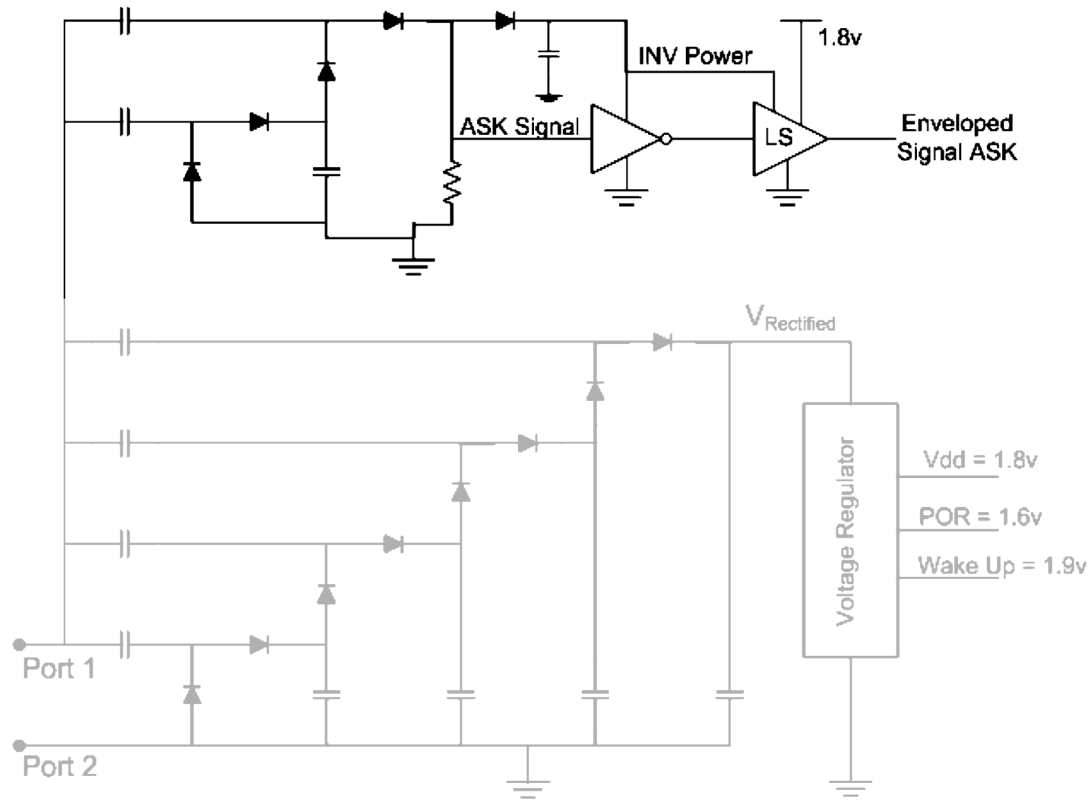 1.8v
INV Power
ASK Signal
LS
Enveloped
Signal ASK
VRectified
Voltage Regulator
Vdd = 1.8v
POR = 1.6v
Wake Up = 1.9v
Port 1
Port 2